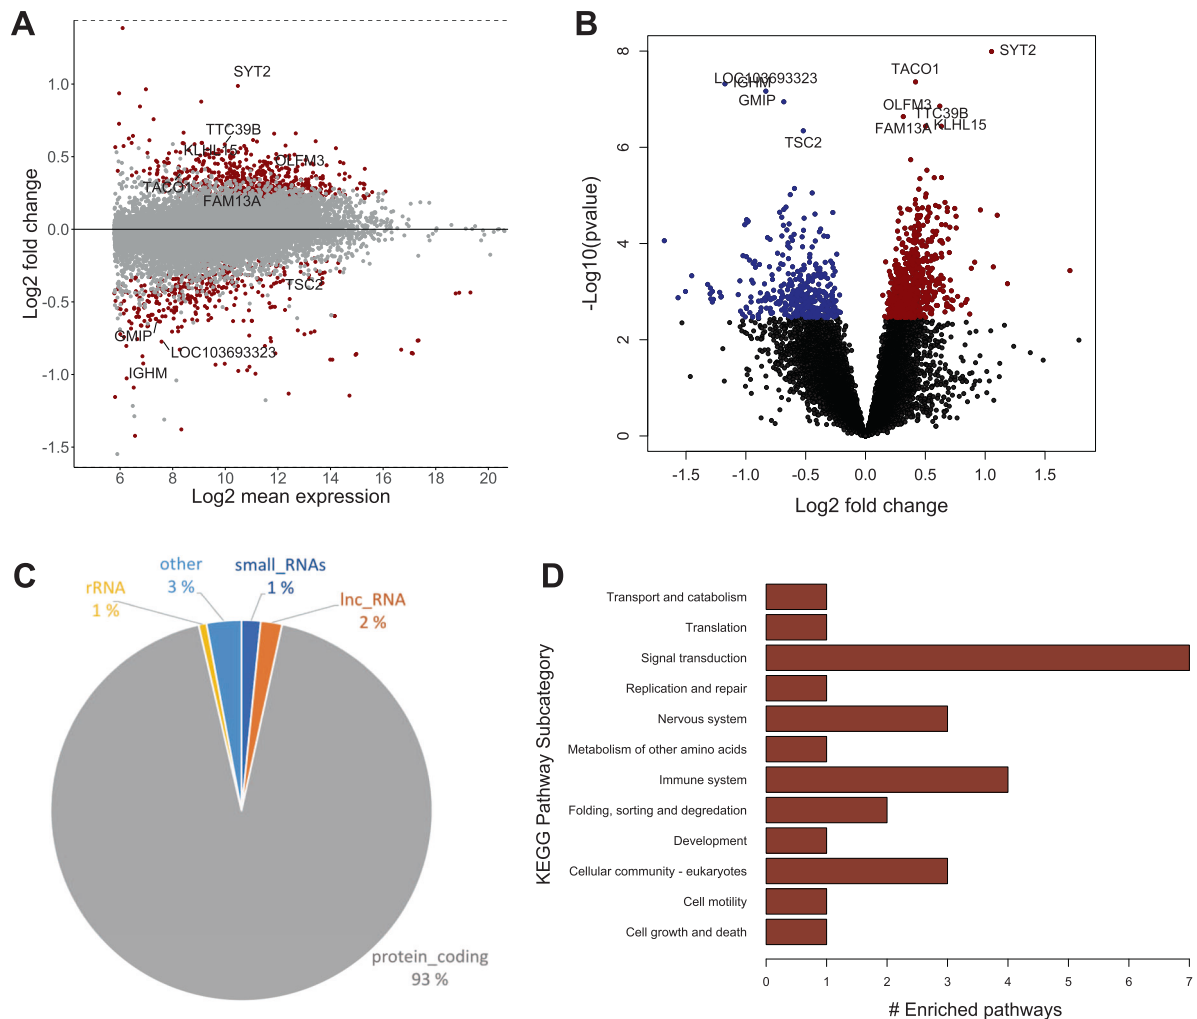 A
1.0
0.5
0.0
-0.5
-1.0
-1.5
Log2 fold change
SYT2
TTC39B
KLHL15
OLFM3
TACO1
FAM13A
TSC2
GMIP
LOC103693323
IGHM
6 8 10 12 14 16 18 20
Log2 mean expression
B
8
6
4
2
0
-Log10(pvalue)
SYT2
TACO1
LOC103693323
IGHM
GMIP
OLFM3
TTC39B
FAM13A
KLHL15
TSC2
-1.5 -1.0 -0.5 0.0 0.5 1.0 1.5
Log2 fold change
C
other
3 %
small_RNAs
1 %
rRNA
1 %
lnc_RNA
2 %
protein_coding
93 %
D
KEGG Pathway Subcategory
Transport and catabolism
Translation
Signal transduction
Replication and repair
Nervous system
Metabolism of other amino acids
Immune system
Folding, sorting and degredation
Development
Cellular community - eukaryotes
Cell motility
Cell growth and death
0 1 2 3 4 5 6 7
# Enriched pathways